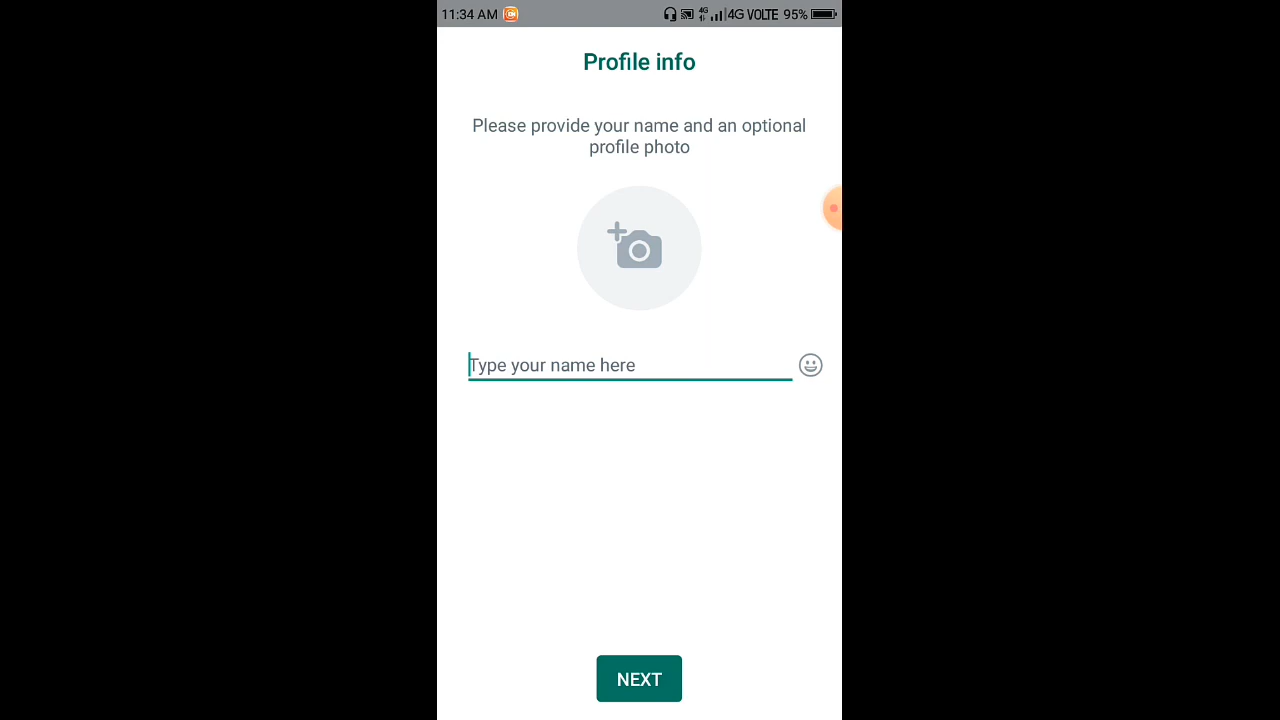 11:34 AM 4G 4G VOLTE 95%
Profile info
Please provide your name and an optional
profile photo
Type your name here
NEXT